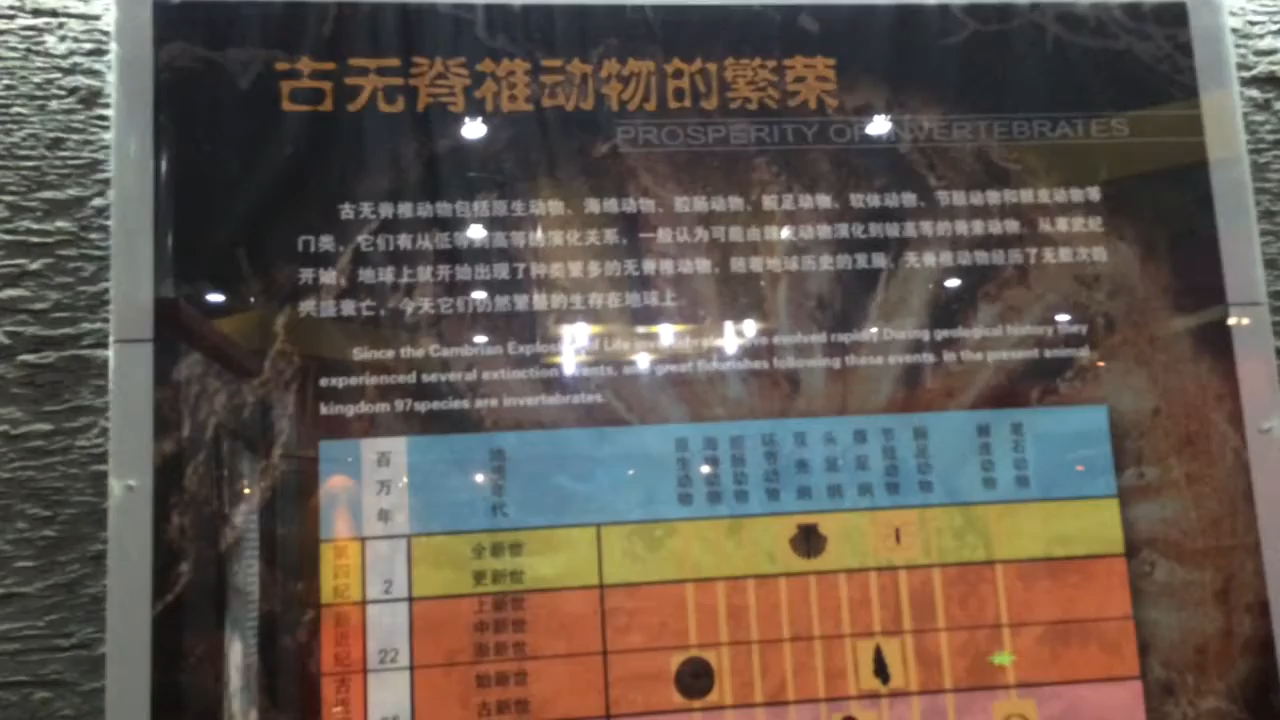 古无脊椎动物的繁荣
PROSPERITY OF INVERTEBRATES
古无脊椎动物包括原生动物、海绵动物、腔肠动物、腕足动物、软体动物、节肢动物和棘皮动物等
门类。它们有从低等到高等的演化关系。一般认为可能由棘皮动物演化到较高等的脊索动物。从寒武纪
开始，地球上就开始出现了种类繁多的无脊椎动物，随着地球历史的发展，无脊椎动物经历了无数次的
兴盛衰亡，今天它们仍然繁盛的生存在地球上
Since the Cambrian Explosion of Life evolved rapidly. During geological history they
experienced several extinction events, and great flourishes following these events. In the present animal
kingdom 97species are invertebrates.
百万年
地质年代
原生动物
海绵动物
腔肠动物
双壳纲
头足纲
节肢动物
腕足动物
棘皮动物
笔石动物
第四纪
全新世
2
更新世
新近纪
上新世
中新世
22
渐新世
始新世
古新世